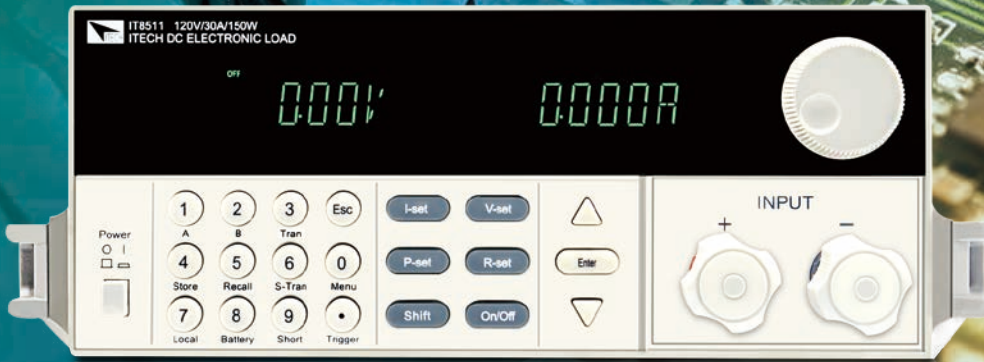 IT8511 120V/30A/150W
ITECH DC ELECTRONIC LOAD
OFF
0.00V 0.000A
INPUT
+ −
Power
1 2 3 Esc
A B Tran
4 5 6 0
Store Recall S-Tran Menu
7 8 9 •
Local Battery Short Trigger
I-set V-set
P-set R-set
Shift On/Off
Enter